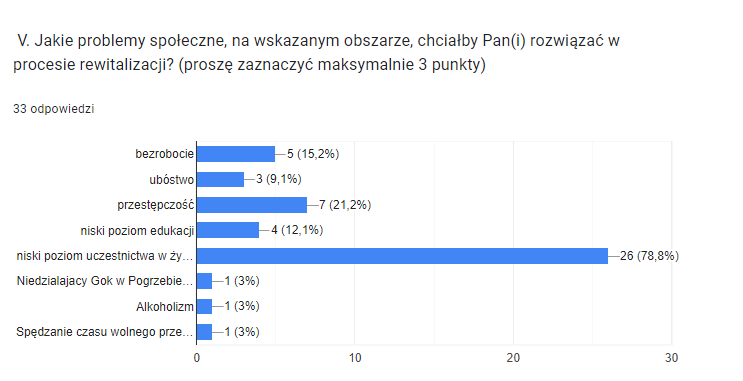 V. Jakie problemy społeczne, na wskazanym obszarze, chciałby Pan(i) rozwiązać w
procesie rewitalizacji? (proszę zaznaczyć maksymalnie 3 punkty)
33 odpowiedzi
bezrobocie 5 (15,2%)
ubóstwo 3 (9,1%)
przestępczość 7 (21,2%)
niski poziom edukacji 4 (12,1%)
niski poziom uczestnictwa w ży… 26 (78,8%)
Niedzialajacy Gok w Pogrzebie… 1 (3%)
Alkoholizm 1 (3%)
Spędzanie czasu wolnego prze… 1 (3%)
0 10 20 30